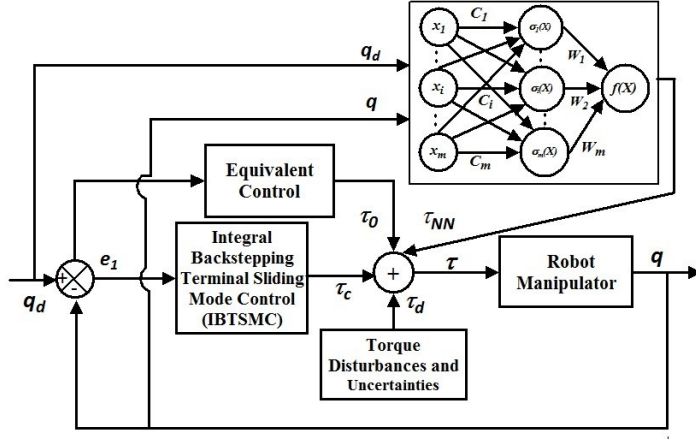 x1
C1
σ1(X)
W1
qd
xi
Ci
σi(X)
W2
f(X)
q
xm
Cm
σm(X)
Wm
Equivalent
Control
τ0
τNN
Integral
Backstepping
Terminal Sliding
Mode Control
(IBTSMC)
+
-
e1
qd
τc
+
τ
Robot
Manipulator
q
τd
Torque
Disturbances and
Uncertainties